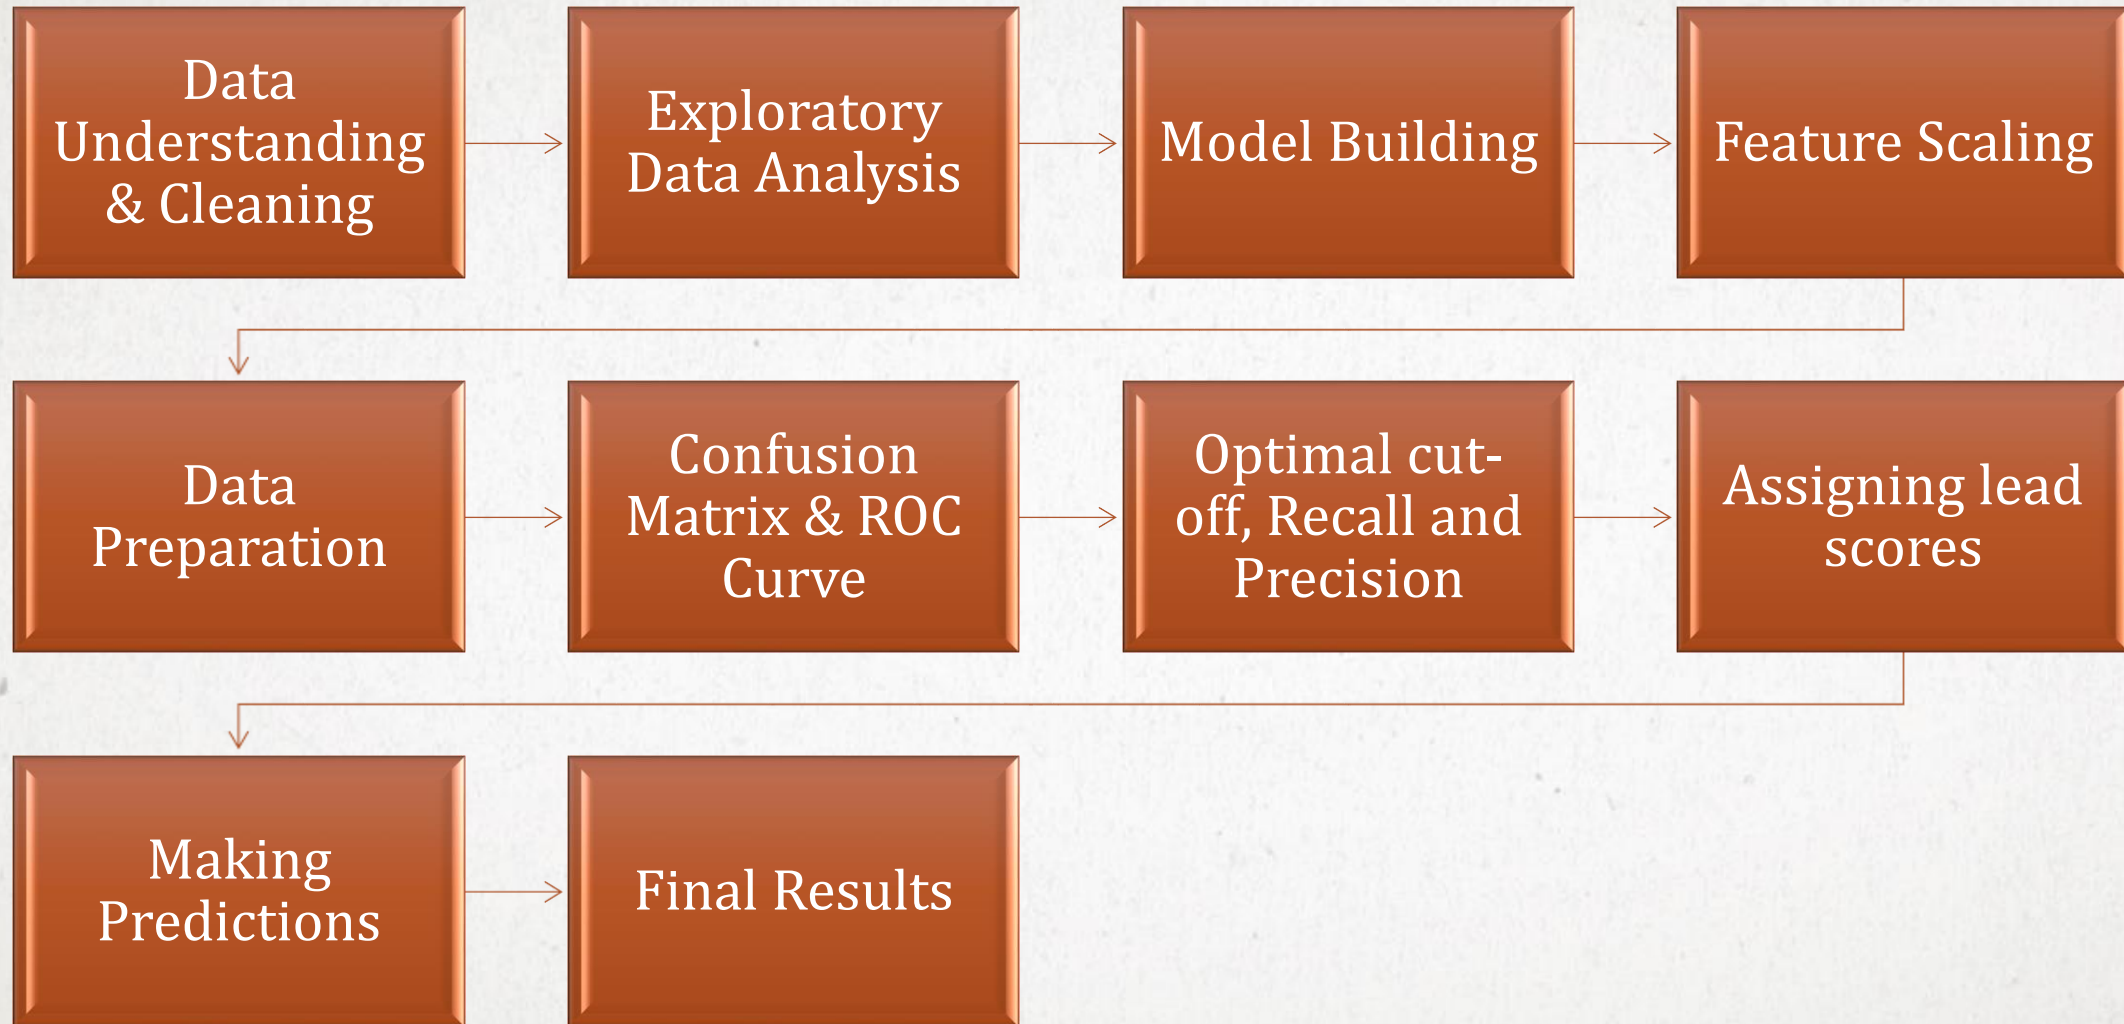 Data
Understanding
& Cleaning
Exploratory
Data Analysis
Model Building
Feature Scaling
Data
Preparation
Confusion
Matrix & ROC
Curve
Optimal cut-
off, Recall and
Precision
Assigning lead
scores
Making
Predictions
Final Results